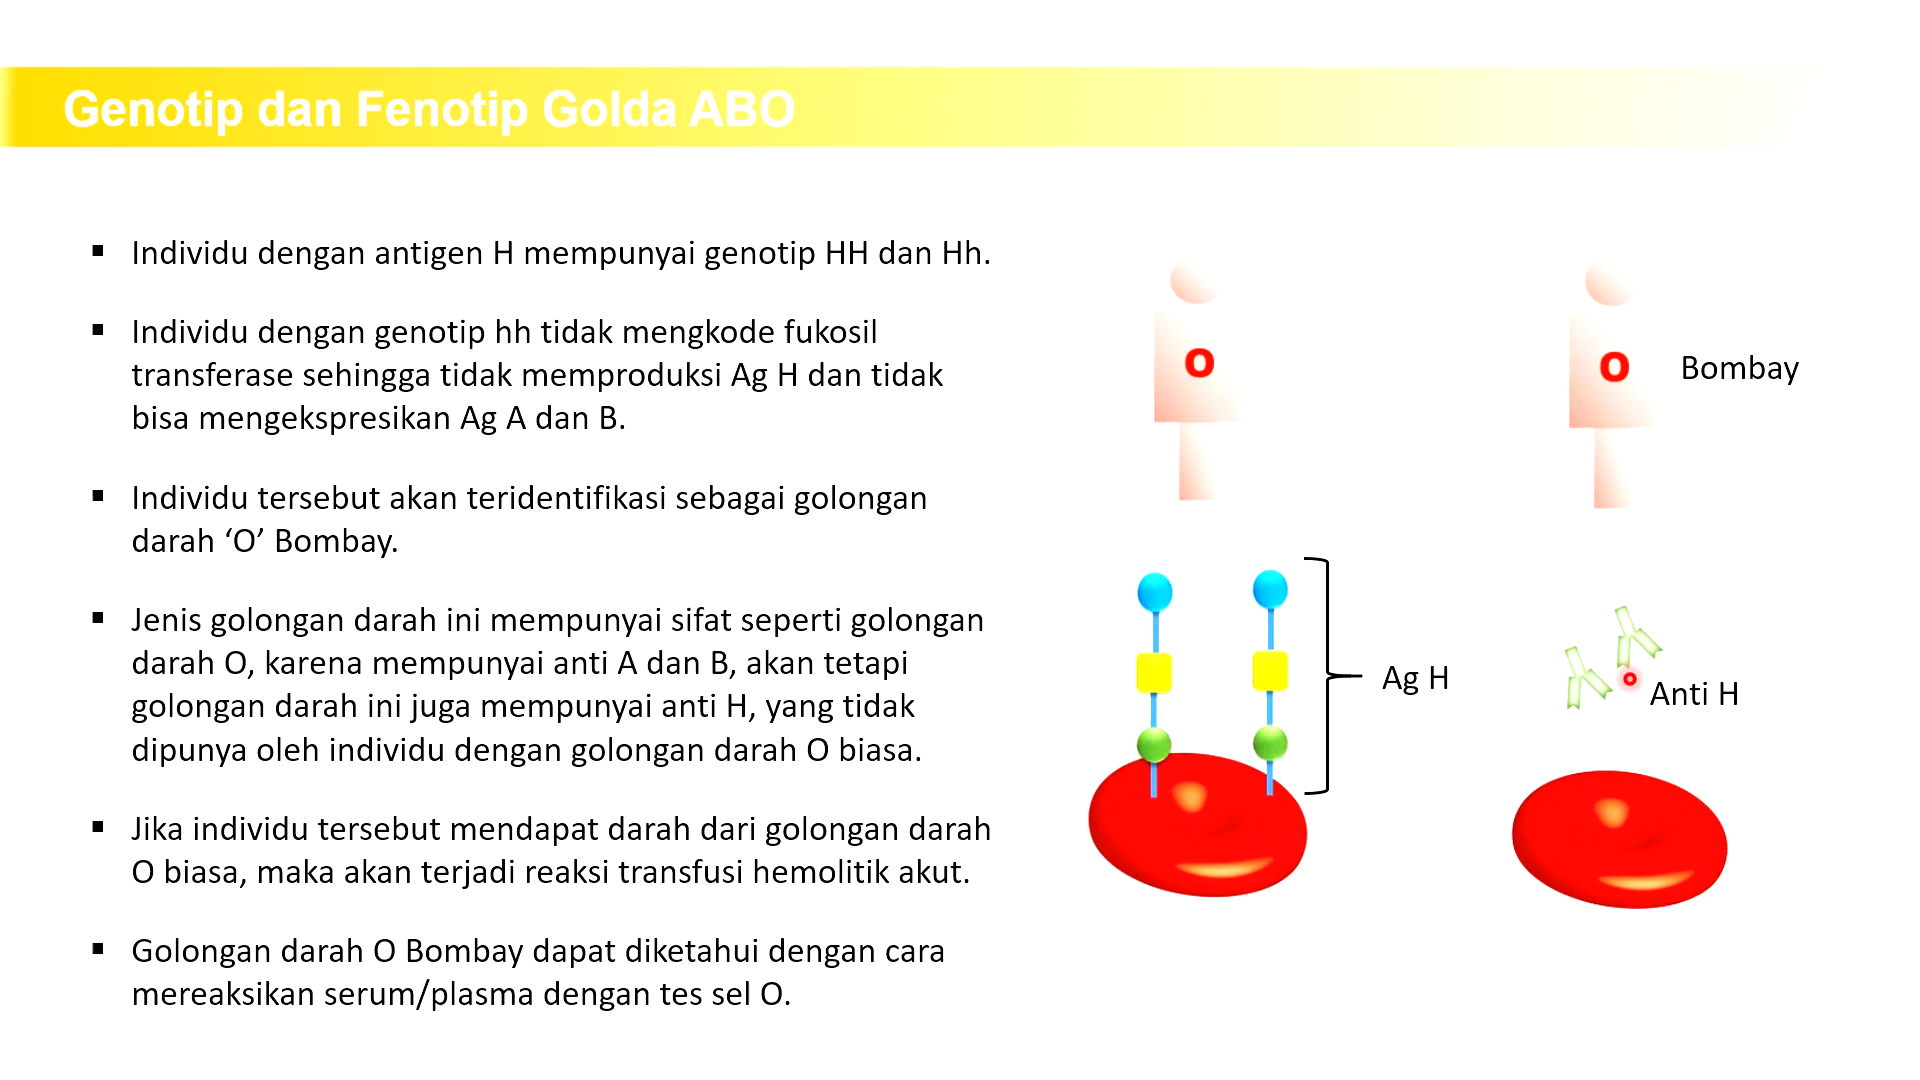 Genotip dan Fenotip Golda ABO
▪ Individu dengan antigen H mempunyai genotip HH dan Hh.
▪ Individu dengan genotip hh tidak mengkode fukosil
transferase sehingga tidak memproduksi Ag H dan tidak
bisa mengekspresikan Ag A dan B.
▪ Individu tersebut akan teridentifikasi sebagai golongan
darah ‘O’ Bombay.
▪ Jenis golongan darah ini mempunyai sifat seperti golongan
darah O, karena mempunyai anti A dan B, akan tetapi
golongan darah ini juga mempunyai anti H, yang tidak
dipunya oleh individu dengan golongan darah O biasa.
▪ Jika individu tersebut mendapat darah dari golongan darah
O biasa, maka akan terjadi reaksi transfusi hemolitik akut.
▪ Golongan darah O Bombay dapat diketahui dengan cara
mereaksikan serum/plasma dengan tes sel O.
O
O
Bombay
Ag H
O
Anti H